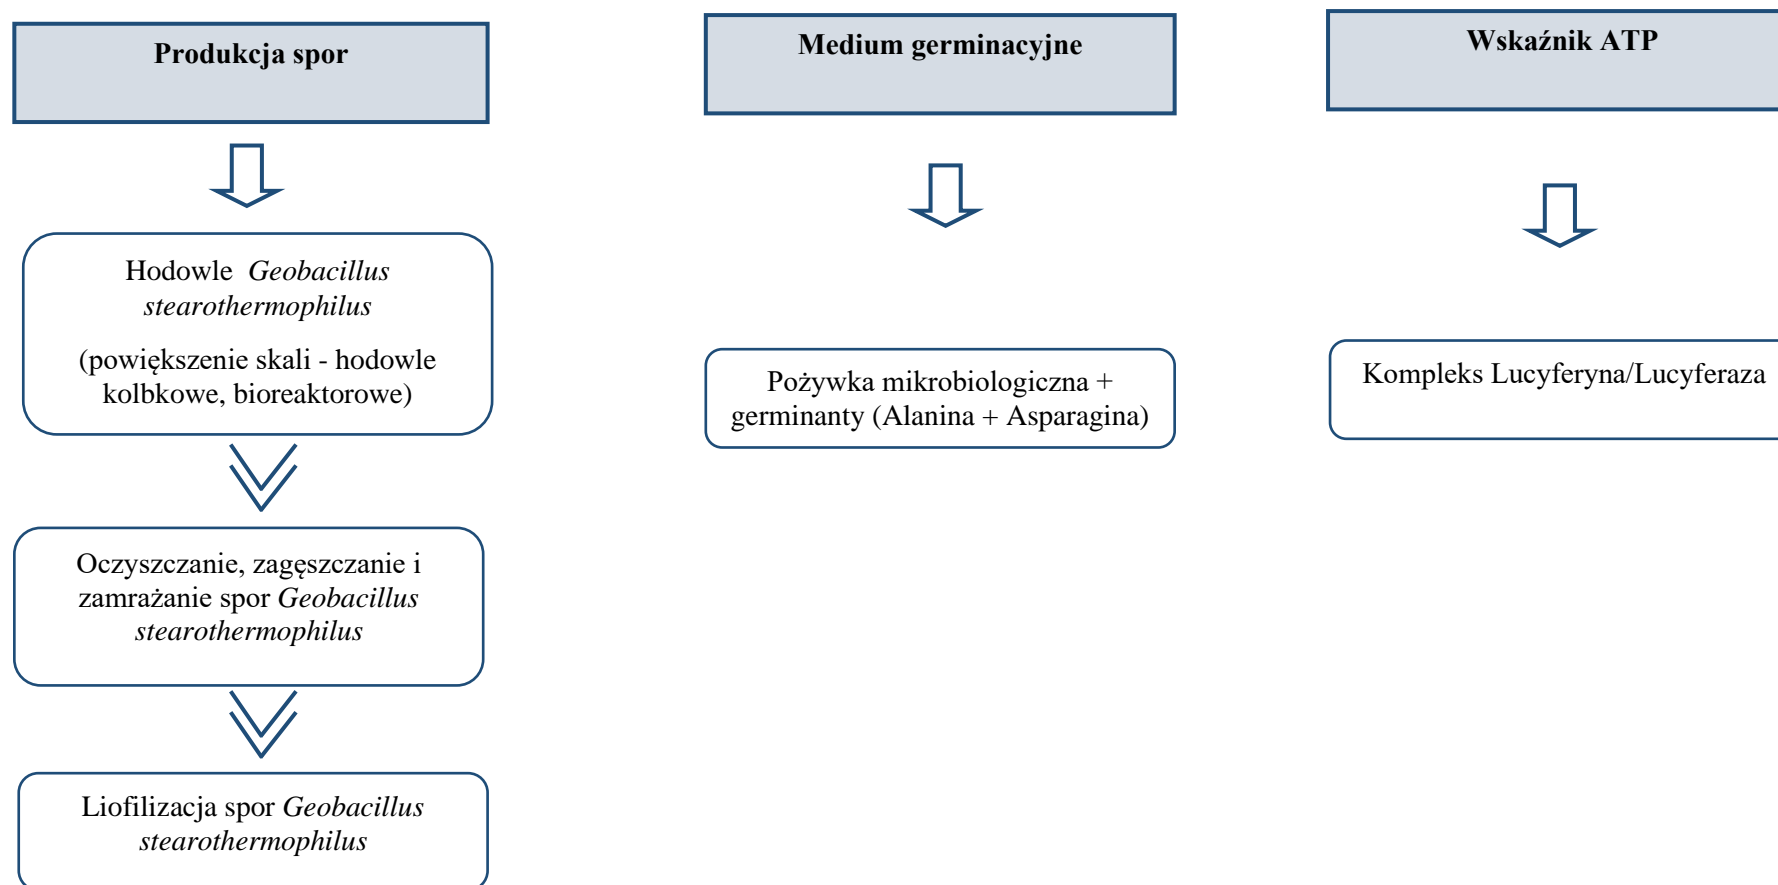 Produkcja spor
Hodowle Geobacillus
stearothermophilus
(powiększenie skali - hodowle
kolbkowe, bioreaktorowe)
Oczyszczanie, zagęszczanie i
zamrażanie spor Geobacillus
stearothermophilus
Liofilizacja spor Geobacillus
stearothermophilus
Medium germinacyjne
Pożywka mikrobiologiczna +
germinanty (Alanina + Asparagina)
Wskaźnik ATP
Kompleks Lucyferyna/Lucyferaza